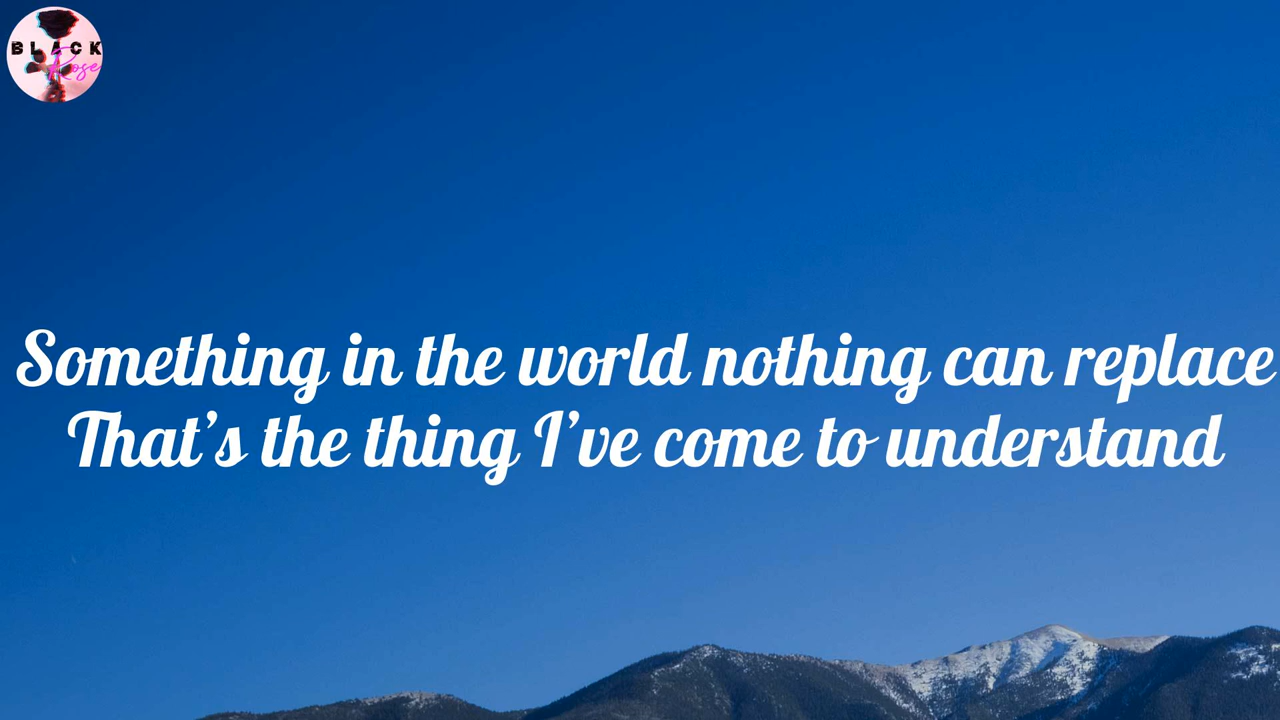 BLACK
Rose
Something in the world nothing can replace
That's the thing I've come to understand